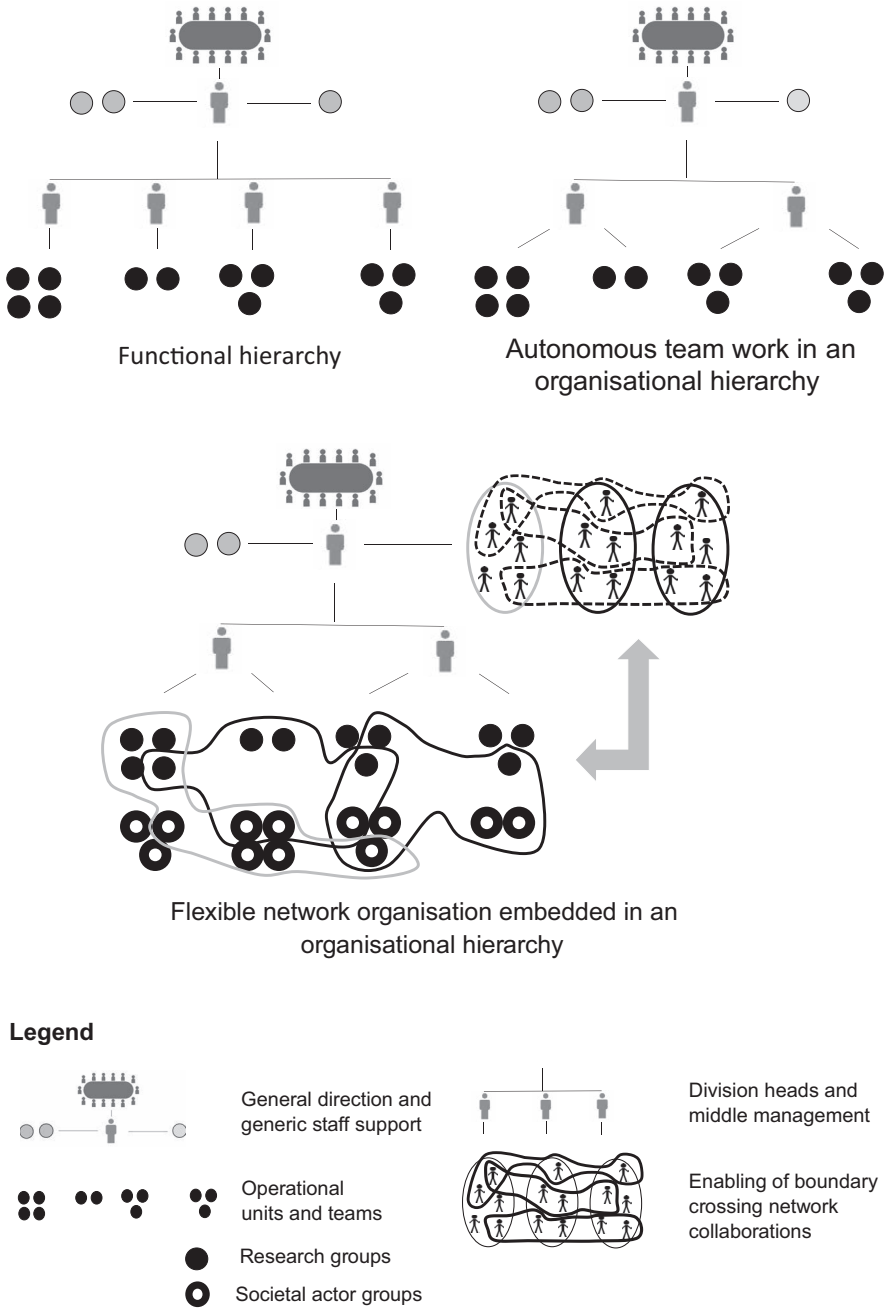 Functional hierarchy
Autonomous team work in an
organisational hierarchy
Flexible network organisation embedded in an
organisational hierarchy
Legend
General direction and
generic staff support
Division heads and
middle management
Operational
units and teams
Enabling of boundary
crossing network
collaborations
Research groups
Societal actor groups